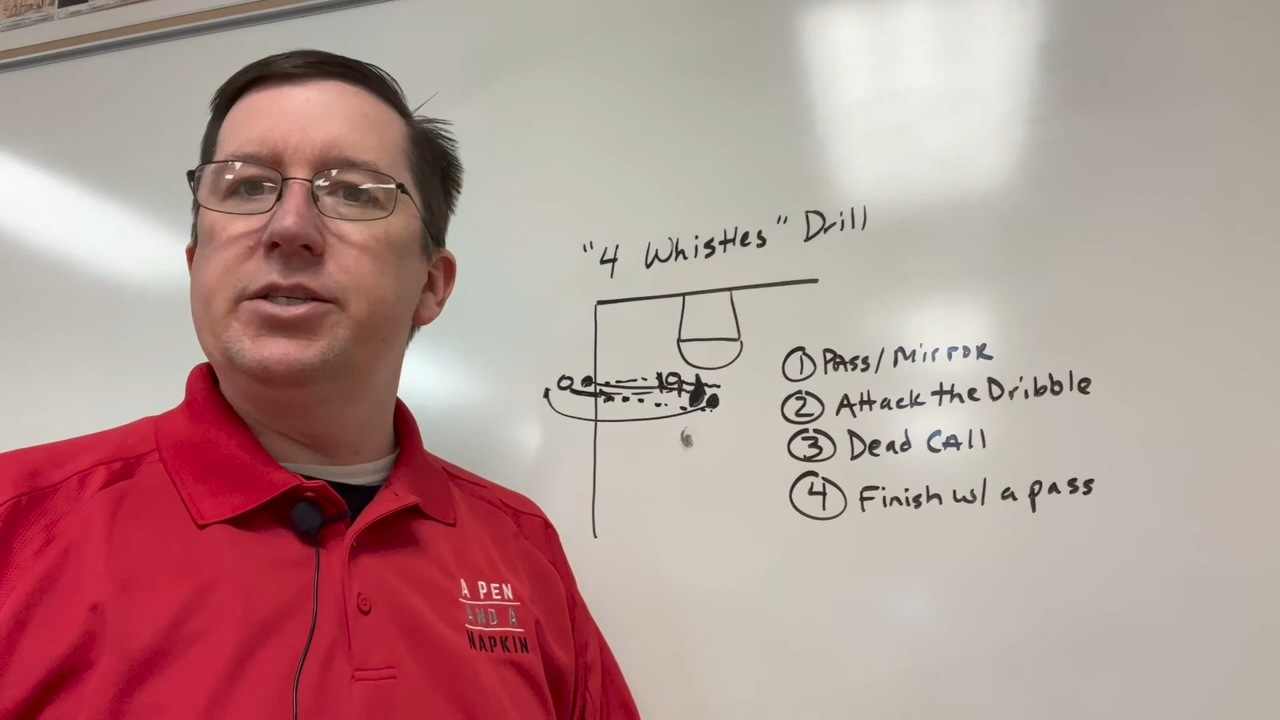 "4 Whistles" Drill
① Pass/Mirror
② Attack the Dribble
③ Dead Call
④ Finish w/ a pass
A PEN
AND A
NAPKIN